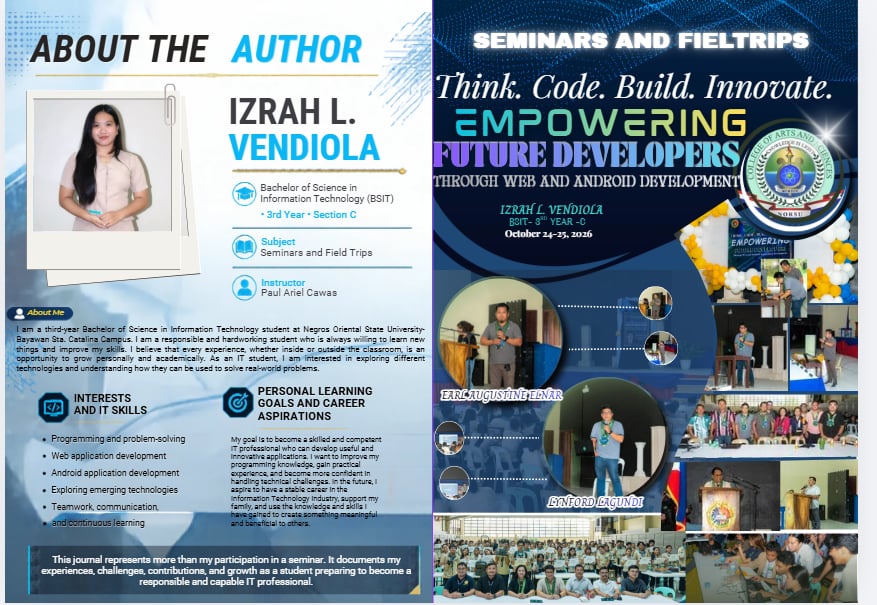 ABOUT THE AUTHOR
IZRAH L.
VENDIOLA
Bachelor of Science in
Information Technology (BSIT)
• 3rd Year • Section C
Subject
Seminars and Field Trips
Instructor
Paul Ariel Cawas
About Me
I am a third-year Bachelor of Science in Information Technology student at Negros Oriental State University-
Bayawan Sta. Catalina Campus. I am a responsible and hardworking student who is always willing to learn new
things and improve my skills. I believe that every experience, whether inside or outside the classroom, is an
opportunity to grow personally and academically. As an IT student, I am interested in exploring different
technologies and understanding how they can be used to solve real-world problems.
INTERESTS
AND IT SKILLS
• Programming and problem-solving
• Web application development
• Android application development
• Exploring emerging technologies
• Teamwork, communication,
• and continuous learning
PERSONAL LEARNING
GOALS AND CAREER
ASPIRATIONS
My goal is to become a skilled and competent
IT professional who can develop useful and
innovative applications. I want to improve my
programming knowledge, gain practical
experience, and become more confident in
handling technical challenges. In the future, I
aspire to have a stable career in the
Information Technology industry, support my
family, and use the knowledge and skills I
have gained to create something meaningful
and beneficial to others.
This journal represents more than my participation in a seminar. It documents my
experiences, challenges, contributions, and growth as a student preparing to become a
responsible and capable IT professional.
SEMINARS AND FIELTRIPS
Think. Code. Build. Innovate.
EMPOWERING
FUTURE DEVELOPERS
THROUGH WEB AND ANDROID DEVELOPMENT
COLLEGE OF ARTS AND SCIENCES
NORSU
IZRAH L. VENDIOLA
BSIT- 3RD YEAR -C
October 24-25, 2026
EMPOWERING
EARL AUGUSTINE ELNAR
LYNFORD LAGUNDI